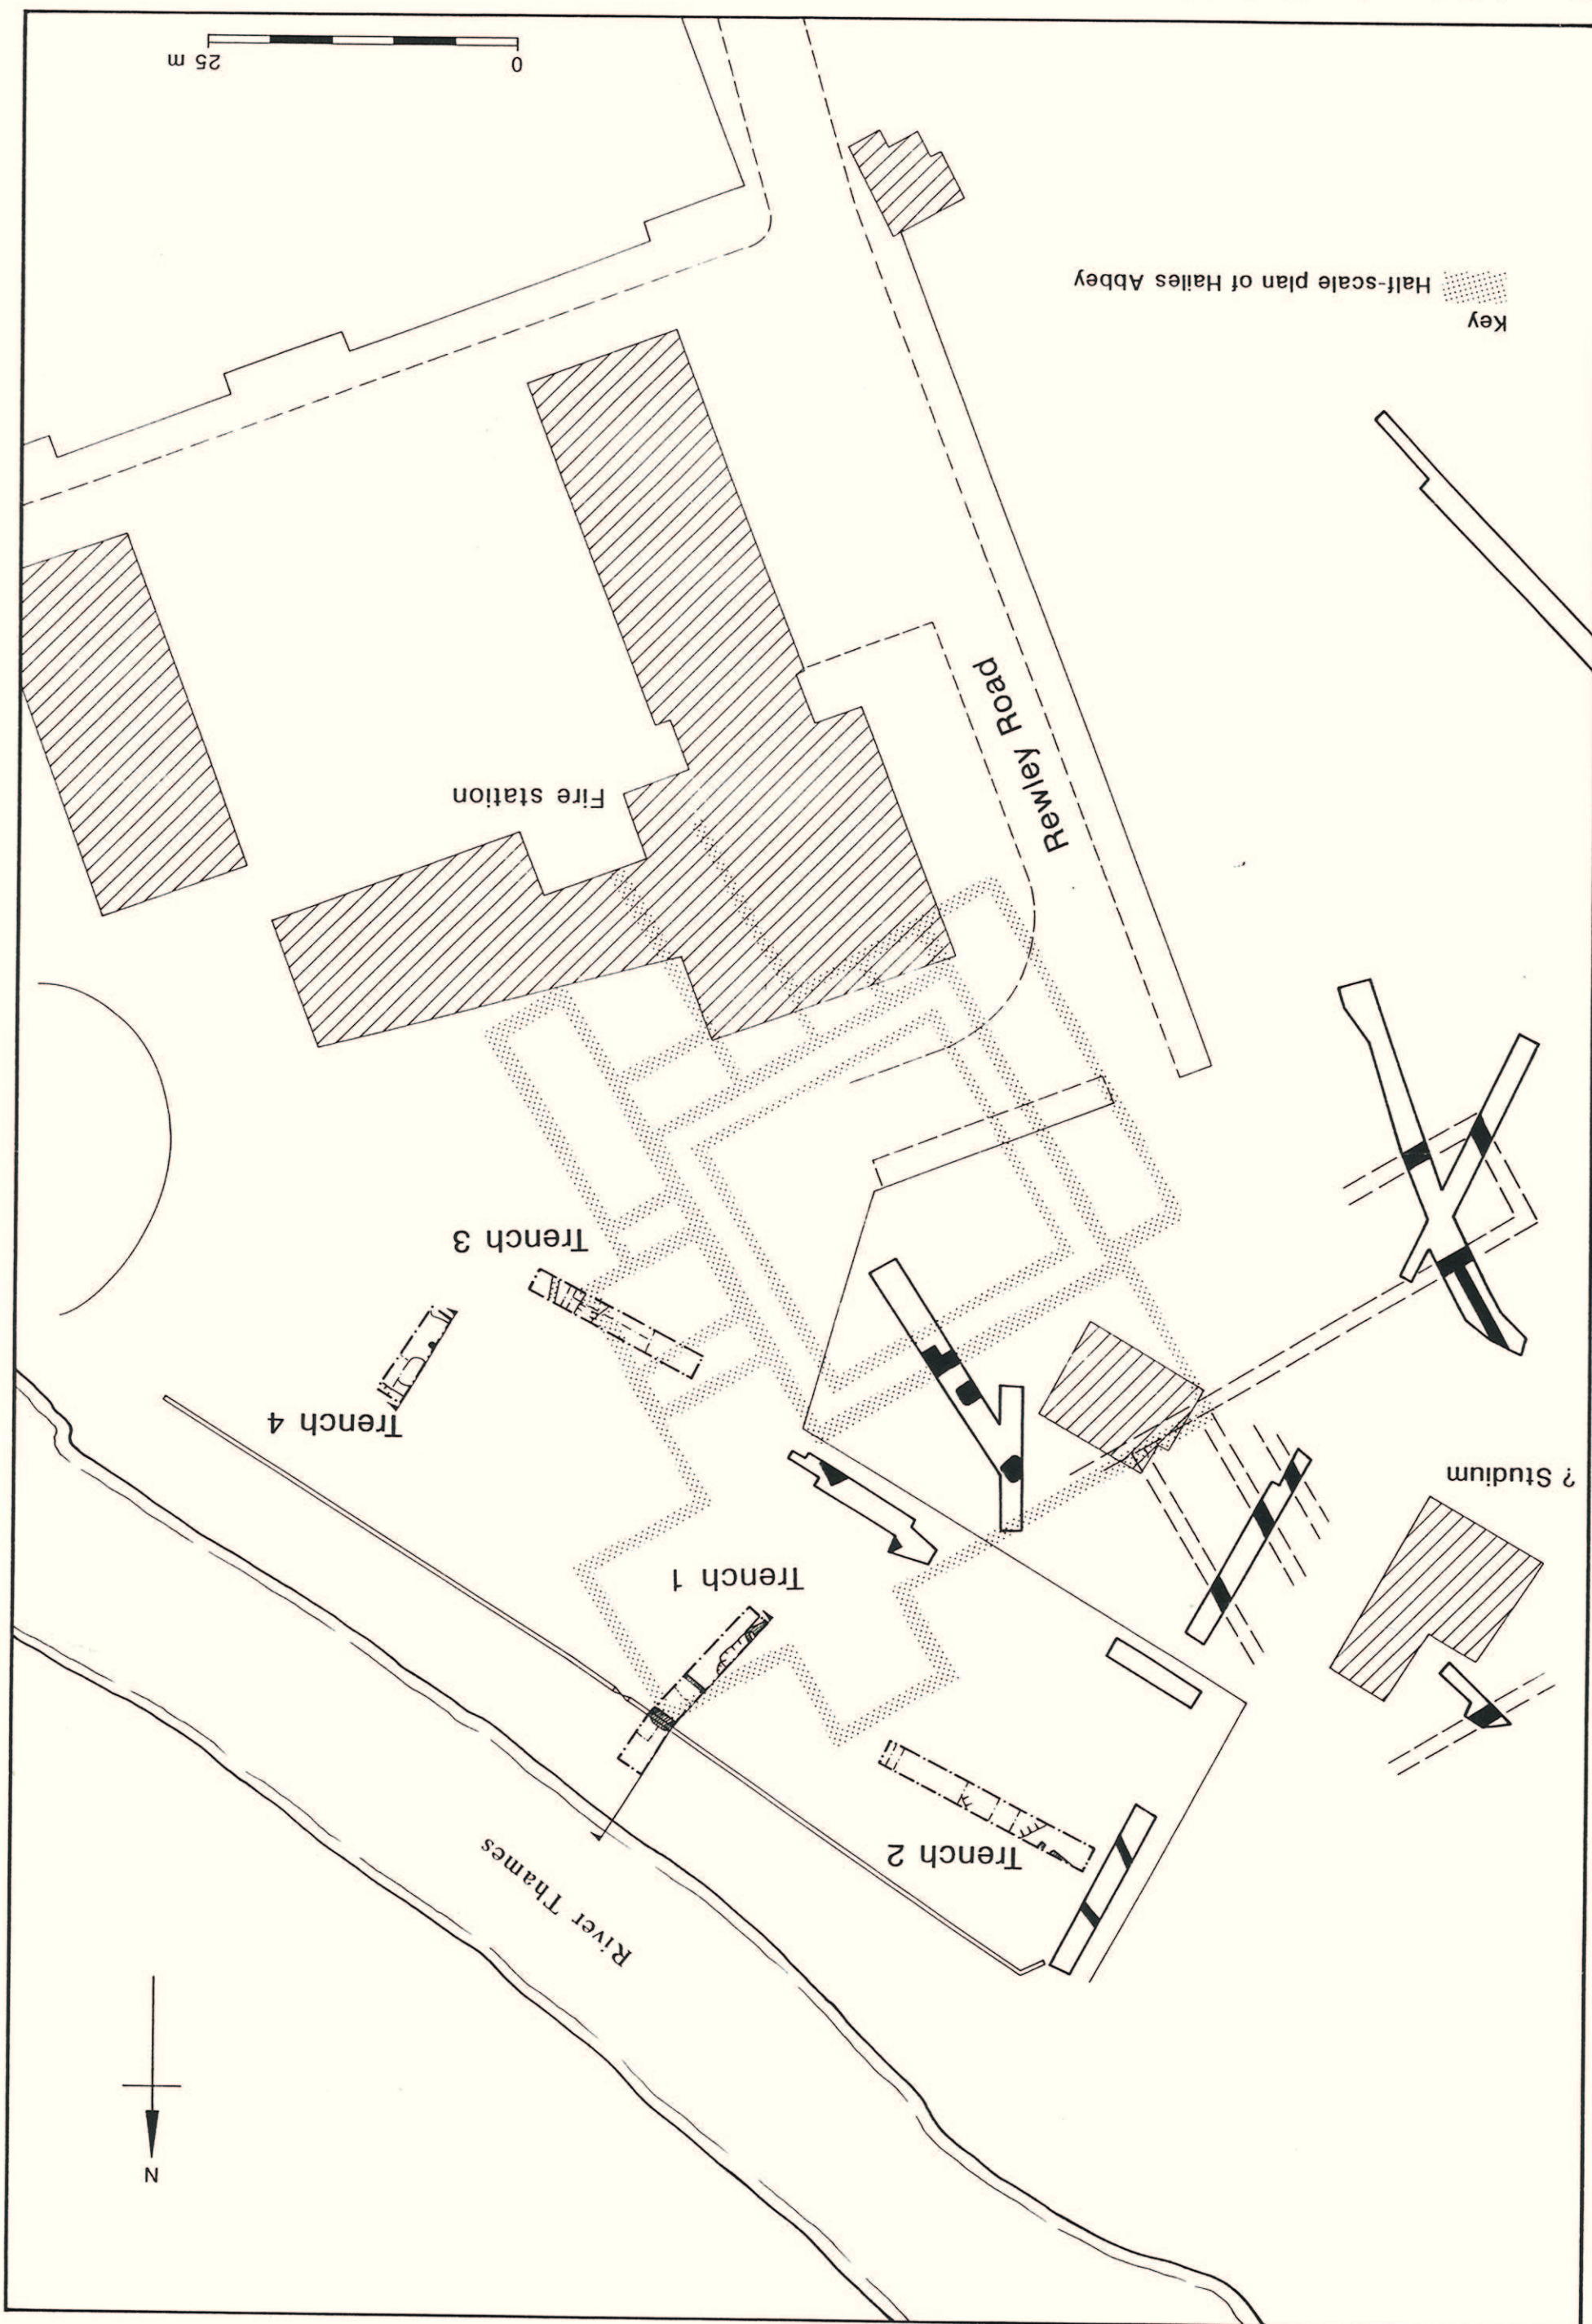 N
River Thames
Trench 2
Trench 1
? Studium
Trench 4
Trench 3
Rewley Road
Fire station
Key
Half-scale plan of Hailes Abbey
0
25 m